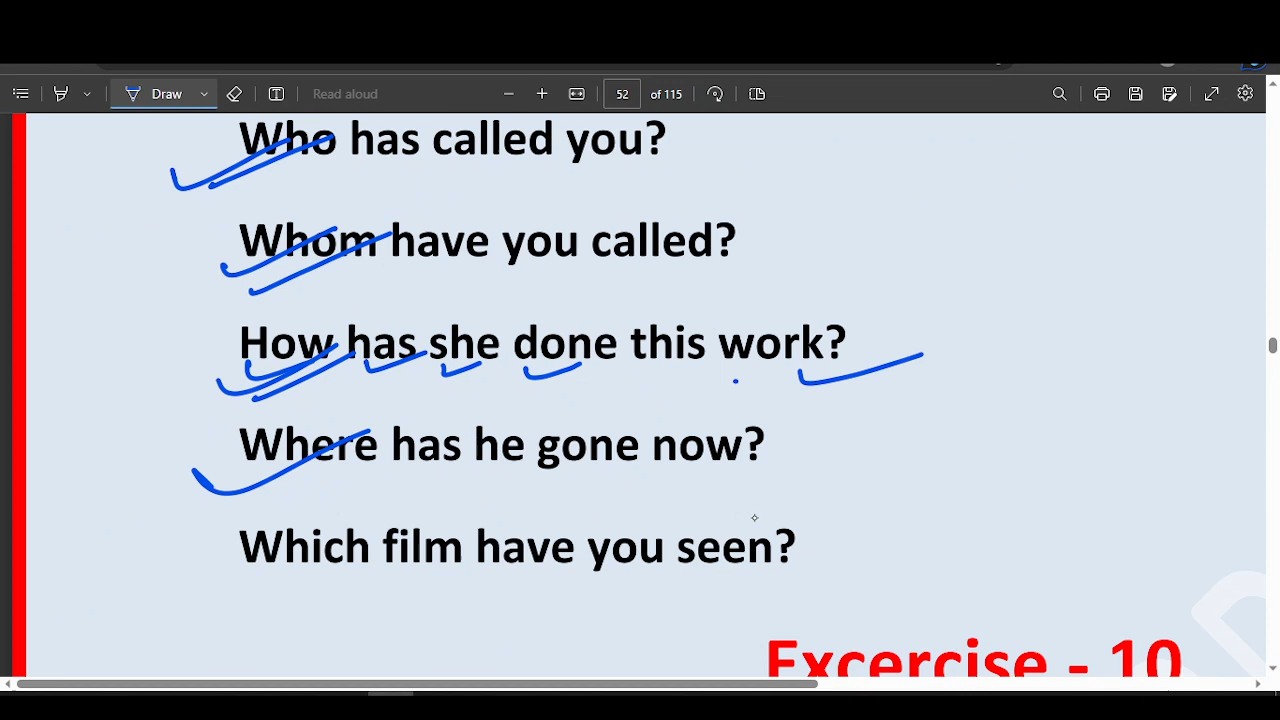 Draw
Read aloud
52 of 115
Who has called you?
Whom have you called?
How has she done this work?
Where has he gone now?
Which film have you seen?
Excercise - 10